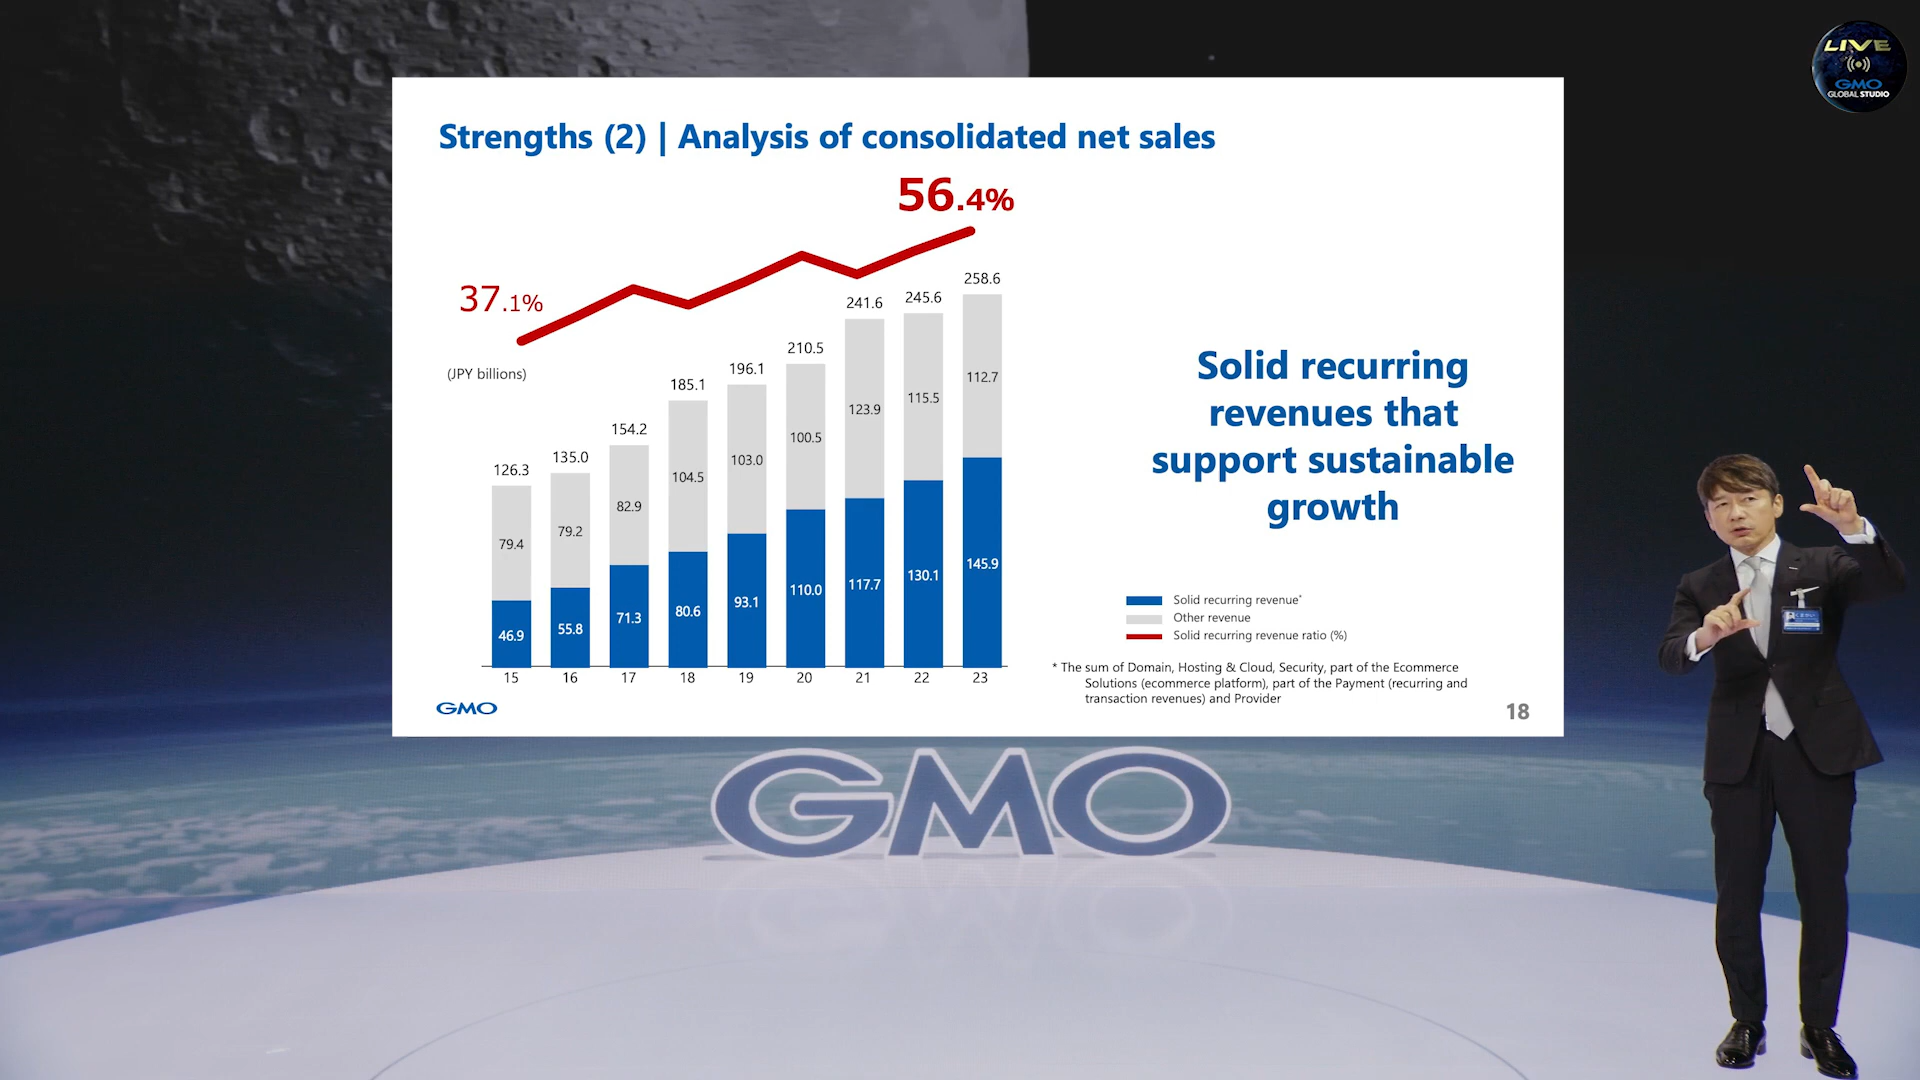 LIVE
GMO
GLOBAL STUDIO
Strengths (2) | Analysis of consolidated net sales
56.4%
37.1%
(JPY billions)
126.3
135.0
154.2
185.1
196.1
210.5
241.6
245.6
258.6
79.4
79.2
82.9
104.5
103.0
100.5
123.9
115.5
112.7
46.9
55.8
71.3
80.6
93.1
110.0
117.7
130.1
145.9
15 16 17 18 19 20 21 22 23
Solid recurring
revenues that
support sustainable
growth
Solid recurring revenue*
Other revenue
Solid recurring revenue ratio (%)
* The sum of Domain, Hosting & Cloud, Security, part of the Ecommerce
Solutions (ecommerce platform), part of the Payment (recurring and
transaction revenues) and Provider
GMO
18
GMO